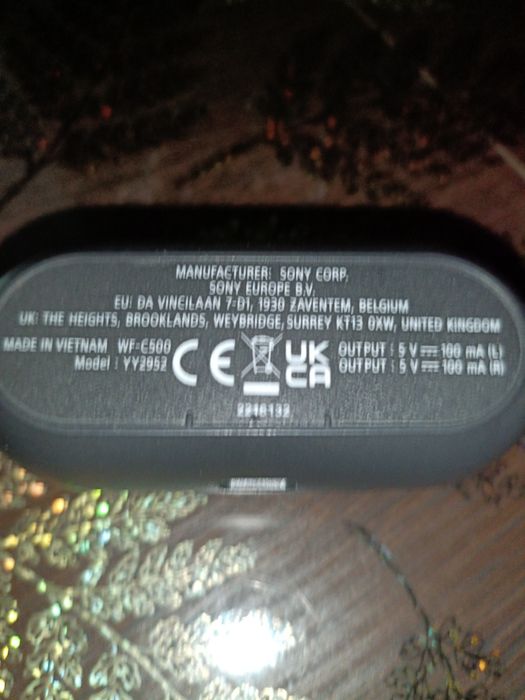 MANUFACTURER: SONY CORP.
SONY EUROPE B.V.
EU: DA VINCILAAN 7-D1, 1930 ZAVENTEM, BELGIUM
UK: THE HEIGHTS, BROOKLANDS, WEYBRIDGE, SURREY KT13 0XW, UNITED KINGDOM
MADE IN VIETNAM WF-C500
Model : YY2952
CE
UK
CA
OUTPUT : 5 V ⎓ 100 mA (L)
OUTPUT : 5 V ⎓ 100 mA (R)